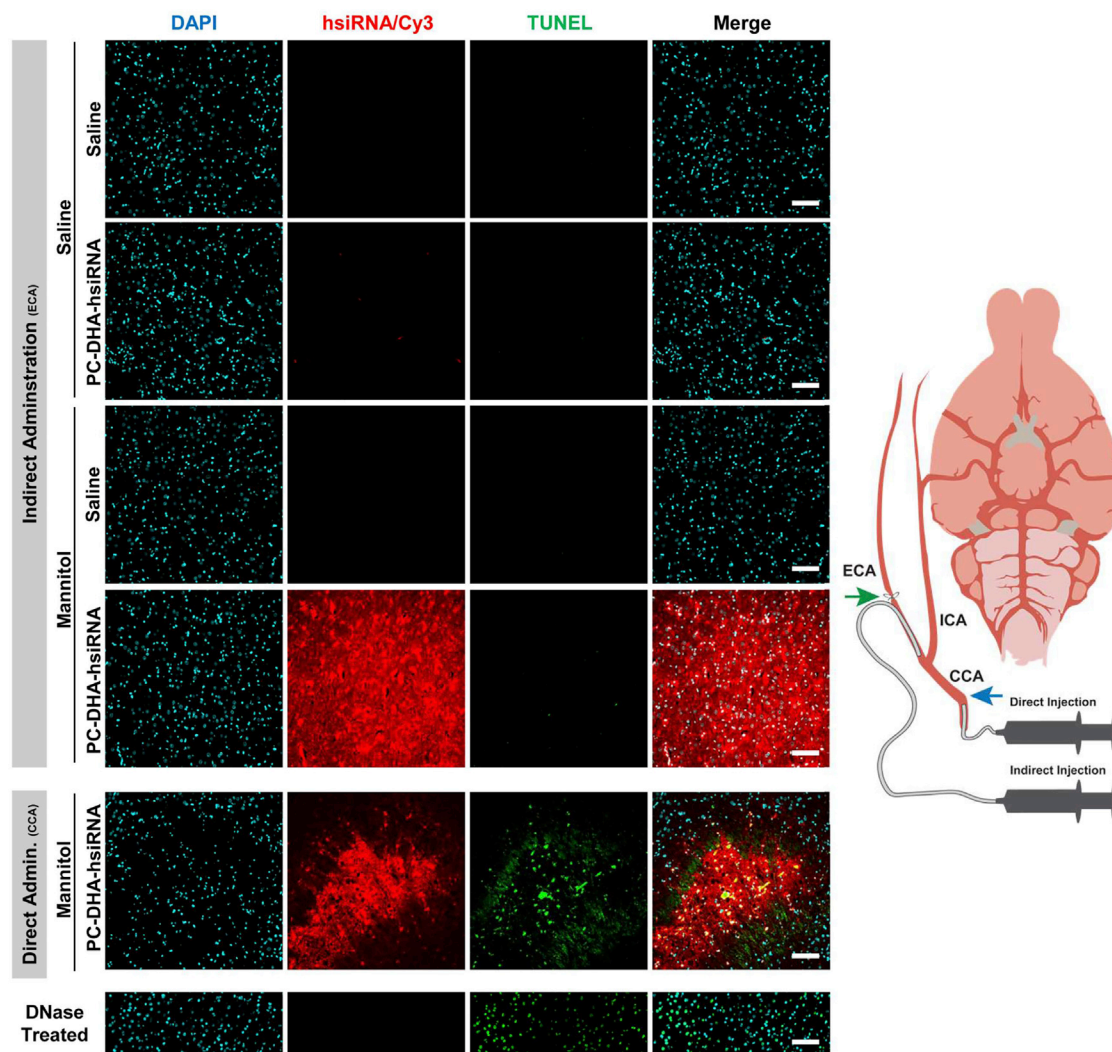 DAPI hsiRNA/Cy3 TUNEL Merge
Indirect Adminstration (ECA)
Saline
Saline
PC-DHA-hsiRNA
Mannitol
Saline
PC-DHA-hsiRNA
Direct Admin. (CCA)
Mannitol
PC-DHA-hsiRNA
DNase
Treated
ECA
ICA
CCA
Direct Injection
Indirect Injection